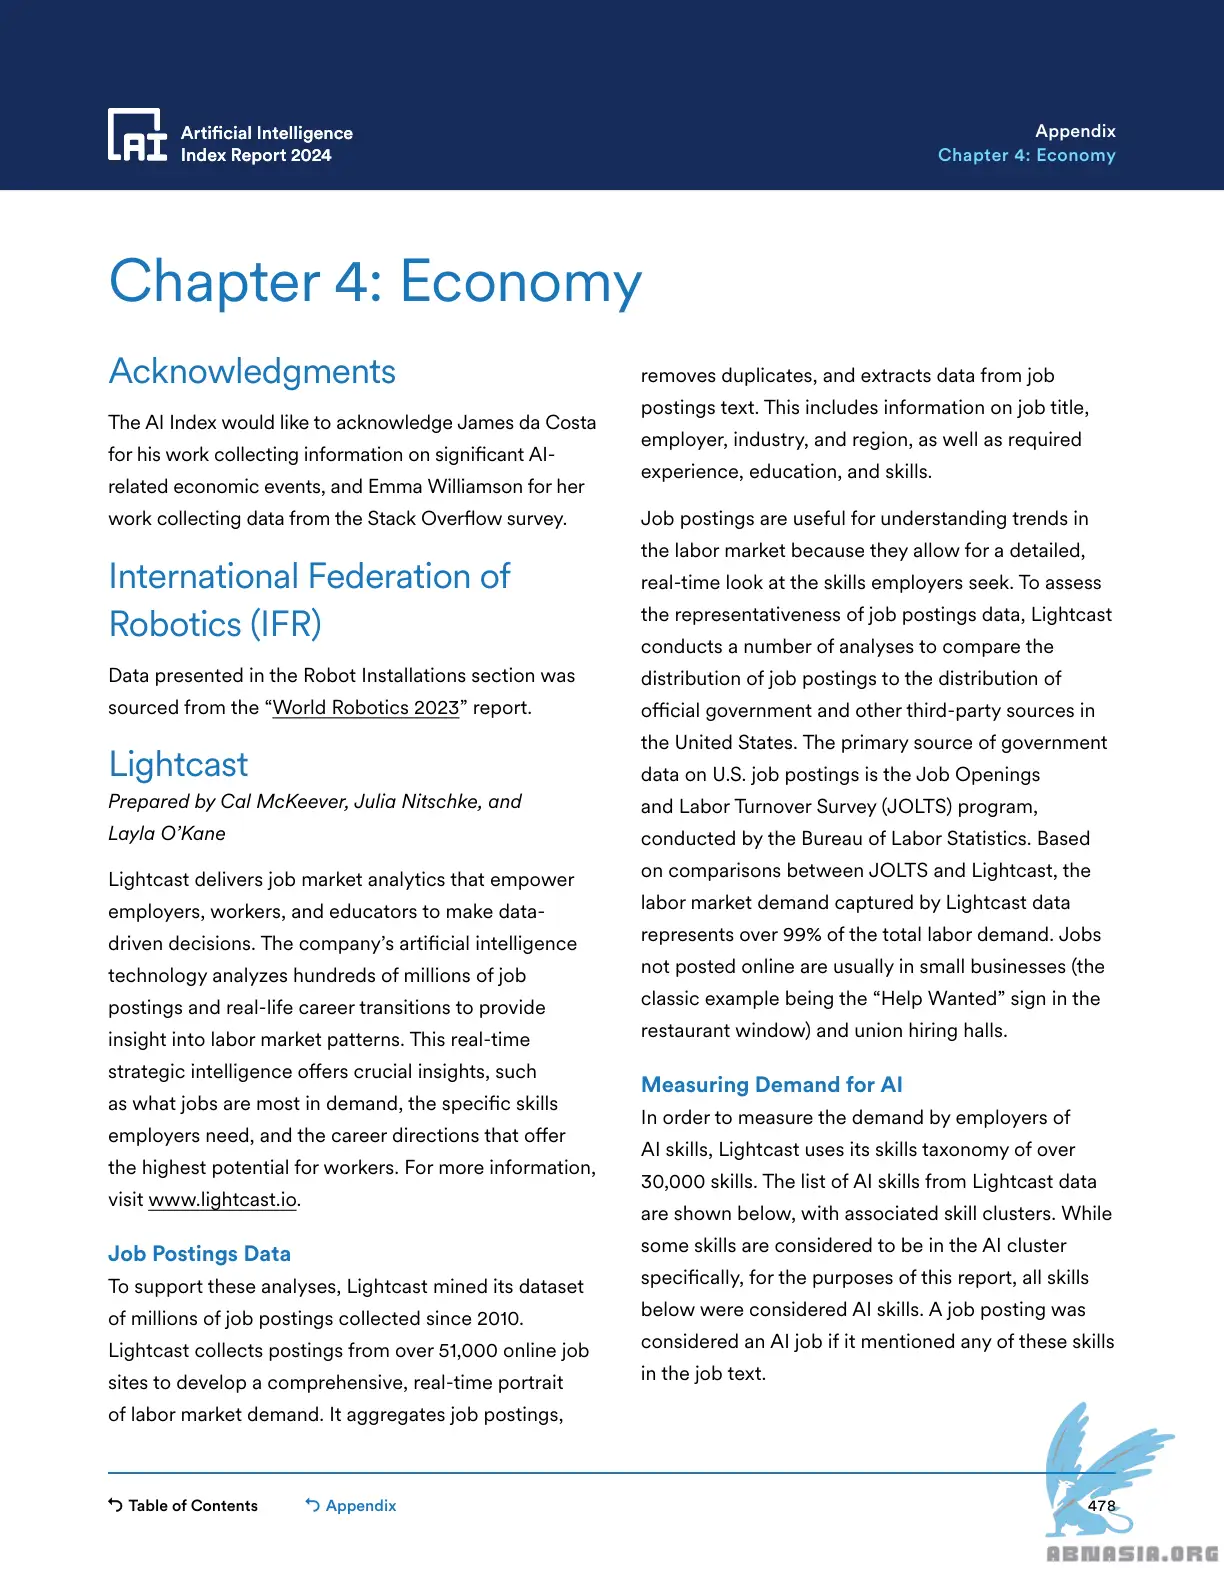 Artificial Intelligence
Index Report 2024
Appendix
Chapter 4: Economy
Chapter 4: Economy
Acknowledgments
The AI Index would like to acknowledge James da Costa
for his work collecting information on significant AI-
related economic events, and Emma Williamson for her
work collecting data from the Stack Overflow survey.
International Federation of
Robotics (IFR)
Data presented in the Robot Installations section was
sourced from the “World Robotics 2023” report.
Lightcast
Prepared by Cal McKeever, Julia Nitschke, and
Layla O’Kane
Lightcast delivers job market analytics that empower
employers, workers, and educators to make data-
driven decisions. The company’s artificial intelligence
technology analyzes hundreds of millions of job
postings and real-life career transitions to provide
insight into labor market patterns. This real-time
strategic intelligence offers crucial insights, such
as what jobs are most in demand, the specific skills
employers need, and the career directions that offer
the highest potential for workers. For more information,
visit www.lightcast.io.
Job Postings Data
To support these analyses, Lightcast mined its dataset
of millions of job postings collected since 2010.
Lightcast collects postings from over 51,000 online job
sites to develop a comprehensive, real-time portrait
of labor market demand. It aggregates job postings,
removes duplicates, and extracts data from job
postings text. This includes information on job title,
employer, industry, and region, as well as required
experience, education, and skills.
Job postings are useful for understanding trends in
the labor market because they allow for a detailed,
real-time look at the skills employers seek. To assess
the representativeness of job postings data, Lightcast
conducts a number of analyses to compare the
distribution of job postings to the distribution of
official government and other third-party sources in
the United States. The primary source of government
data on U.S. job postings is the Job Openings
and Labor Turnover Survey (JOLTS) program,
conducted by the Bureau of Labor Statistics. Based
on comparisons between JOLTS and Lightcast, the
labor market demand captured by Lightcast data
represents over 99% of the total labor demand. Jobs
not posted online are usually in small businesses (the
classic example being the “Help Wanted” sign in the
restaurant window) and union hiring halls.
Measuring Demand for AI
In order to measure the demand by employers of
AI skills, Lightcast uses its skills taxonomy of over
30,000 skills. The list of AI skills from Lightcast data
are shown below, with associated skill clusters. While
some skills are considered to be in the AI cluster
specifically, for the purposes of this report, all skills
below were considered AI skills. A job posting was
considered an AI job if it mentioned any of these skills
in the job text.
Table of Contents
Appendix
478
ABNASIA.ORG